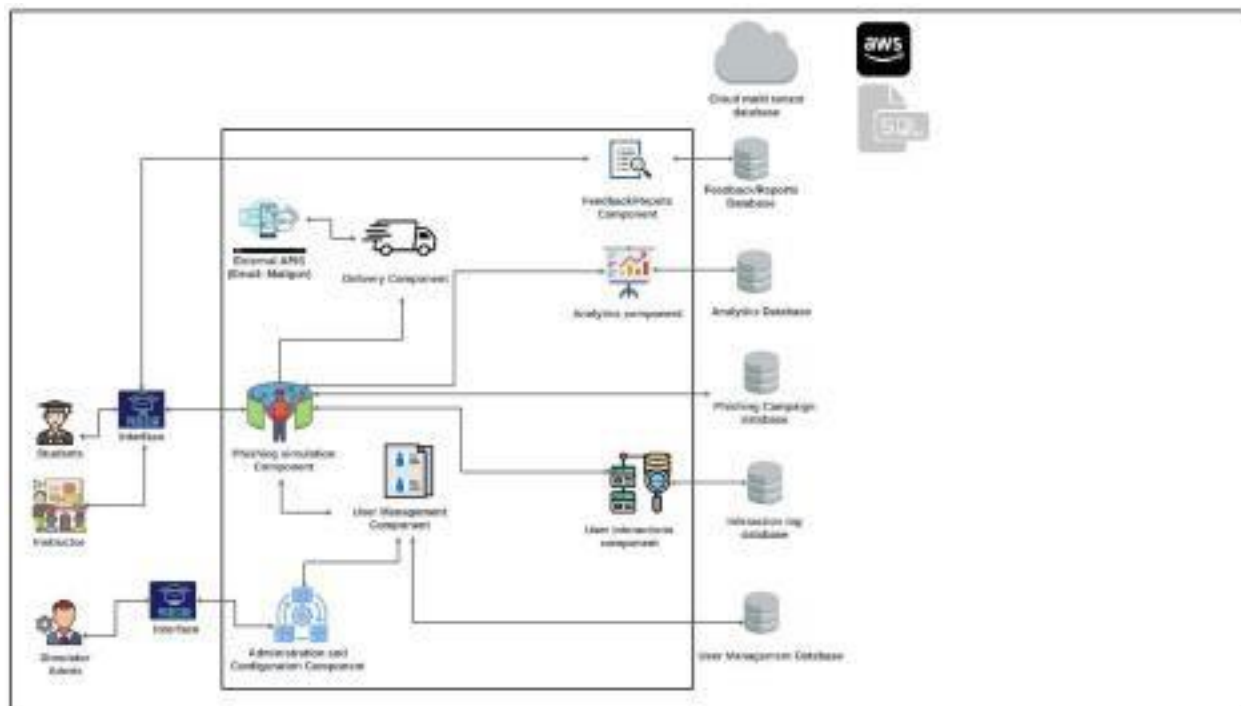 aws
Cloud multi tenant
database
SQL
Feedback/Reports
Component
Feedback/Reports
Database
External APIS
(Email: Mailgun)
Delivery Component
Analytics component
Analytics Database
Phishing Campaign
database
Students
Interface
Phishing simulation
Component
User Management
Component
User interactions
component
Interaction log
database
Instructor
Simulator
Admin
Interface
Administration and
Configuration Component
User Management Database